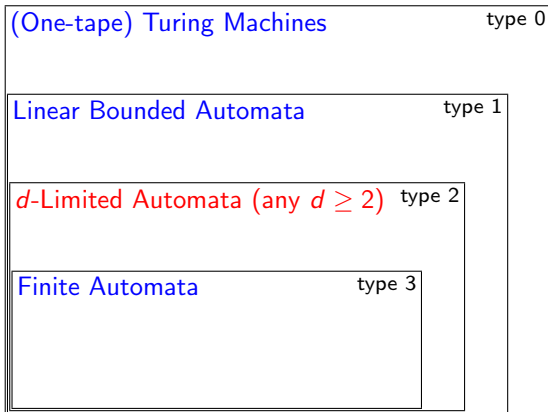 (One-tape) Turing Machines type 0
Linear Bounded Automata type 1
d-Limited Automata (any d ≥ 2) type 2
Finite Automata type 3